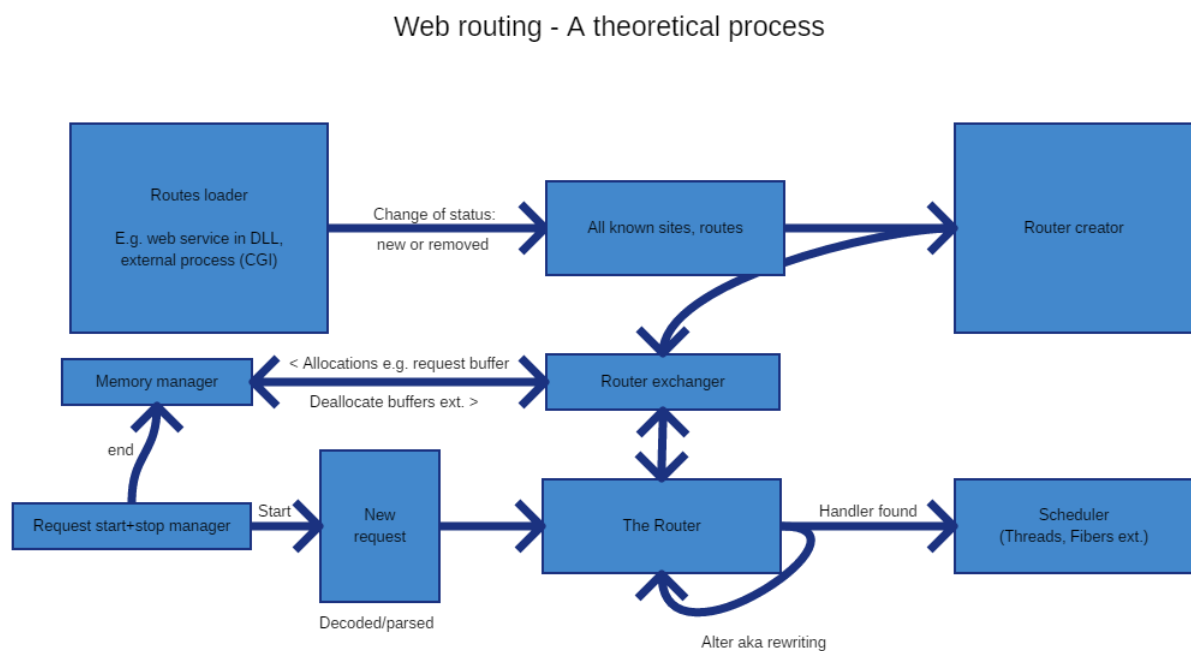 Web routing - A theoretical process
Routes loader
E.g. web service in DLL,
external process (CGI)
Change of status:
new or removed
All known sites, routes
Router creator
Memory manager
< Allocations e.g. request buffer
Deallocate buffers ext. >
Router exchanger
end
Request start+stop manager
Start
New
request
Decoded/parsed
The Router
Handler found
Scheduler
(Threads, Fibers ext.)
Alter aka rewriting